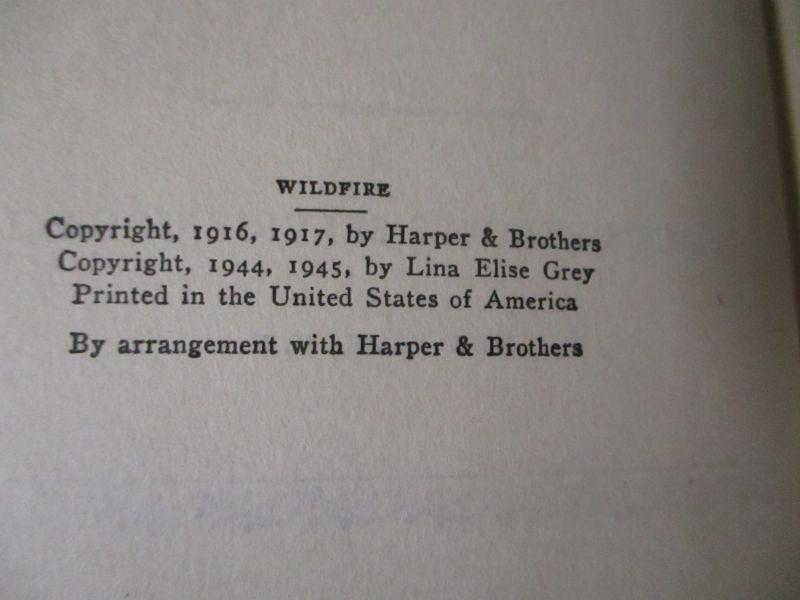 WILDFIRE
Copyright, 1916, 1917, by Harper & Brothers
Copyright, 1944, 1945, by Lina Elise Grey
Printed in the United States of America
By arrangement with Harper & Brothers